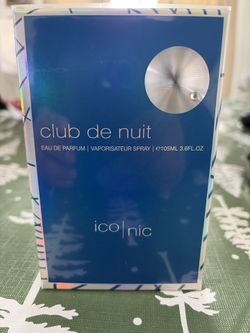 club de nuit
EAU DE PARFUM | VAPORISATEUR SPRAY | ℮105ML 3.6FL.OZ
ico|nic